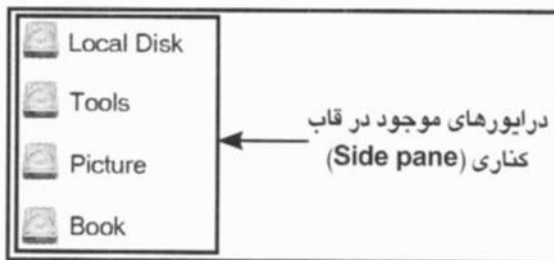 Local Disk
Tools
Picture
Book
درایورهای موجود در قاب
کناری (Side pane)